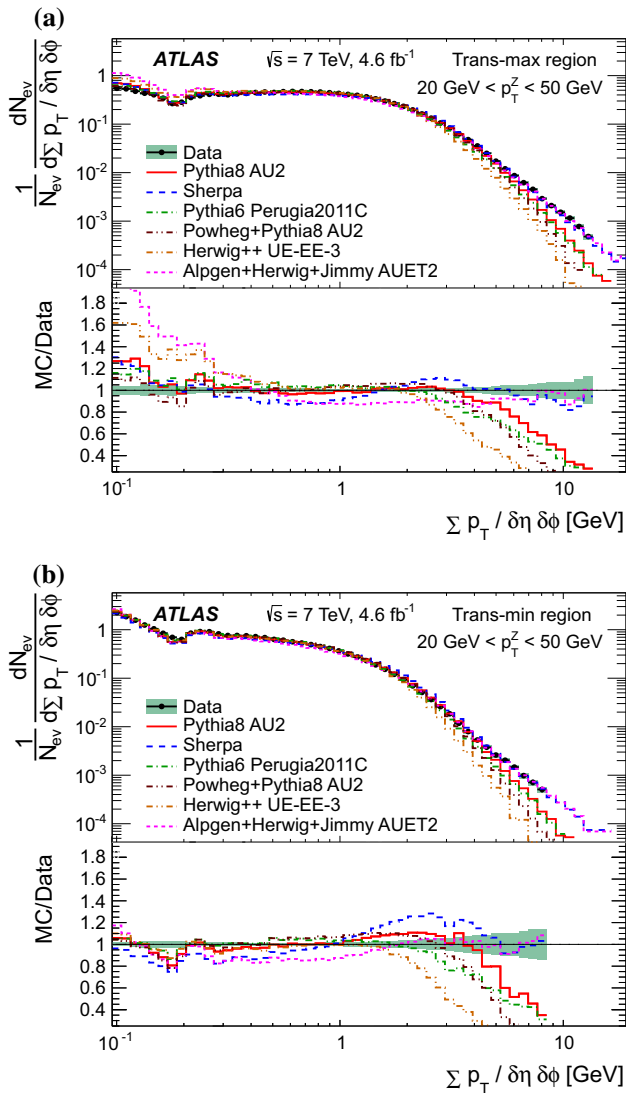 (a)
ATLAS √s = 7 TeV, 4.6 fb⁻¹ Trans-max region
20 GeV < p_T^Z < 50 GeV
1/N_ev dN_ev/d∑ p_T / δη δϕ
1
10⁻¹
10⁻²
10⁻³
10⁻⁴
Data
Pythia8 AU2
Sherpa
Pythia6 Perugia2011C
Powheg+Pythia8 AU2
Herwig++ UE-EE-3
Alpgen+Herwig+Jimmy AUET2
MC/Data
1.8
1.6
1.4
1.2
1
0.8
0.6
0.4
10⁻¹ 1 10
∑ p_T / δη δϕ [GeV]
(b)
ATLAS √s = 7 TeV, 4.6 fb⁻¹ Trans-min region
20 GeV < p_T^Z < 50 GeV
1/N_ev dN_ev/d∑ p_T / δη δϕ
1
10⁻¹
10⁻²
10⁻³
10⁻⁴
Data
Pythia8 AU2
Sherpa
Pythia6 Perugia2011C
Powheg+Pythia8 AU2
Herwig++ UE-EE-3
Alpgen+Herwig+Jimmy AUET2
MC/Data
1.8
1.6
1.4
1.2
1
0.8
0.6
0.4
10⁻¹ 1 10
∑ p_T / δη δϕ [GeV]